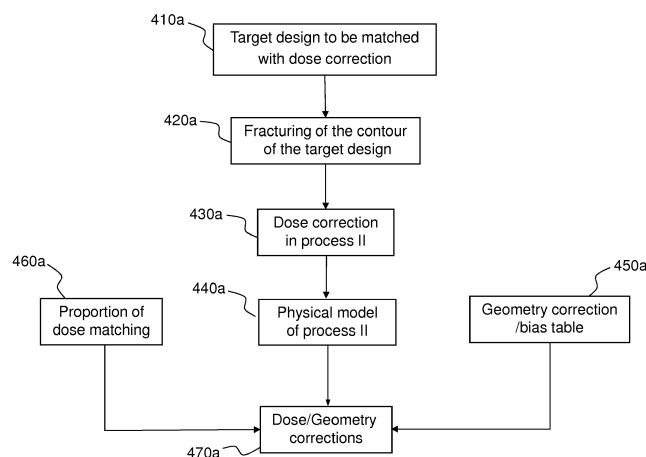 410a
Target design to be matched
with dose correction
420a
Fracturing of the contour
of the target design
430a
Dose correction
in process II
460a
Proportion of
dose matching
440a
Physical model
of process II
450a
Geometry correction
/bias table
Dose/Geometry
corrections
470a